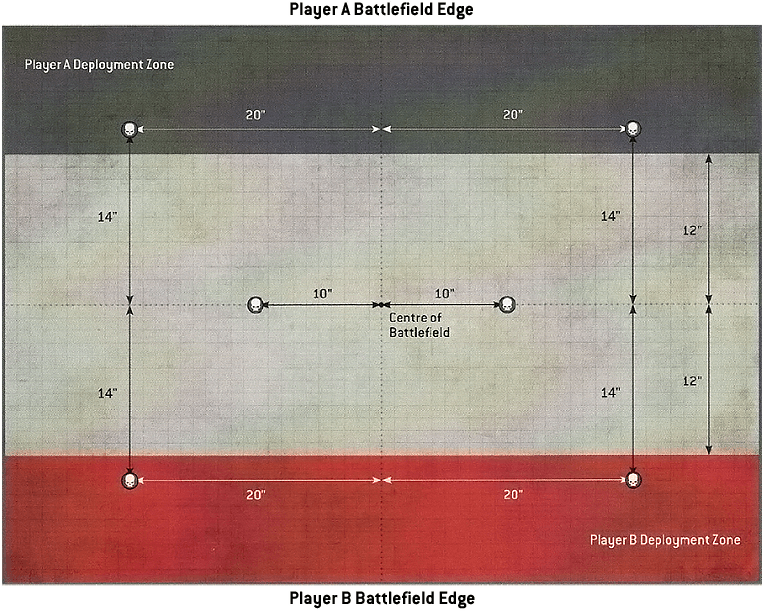 Player A Battlefield Edge
Player A Deployment Zone
20" 20"
14" 14"
12"
10" 10"
Centre of
Battlefield
12"
14" 14"
20" 20"
Player B Deployment Zone
Player B Battlefield Edge